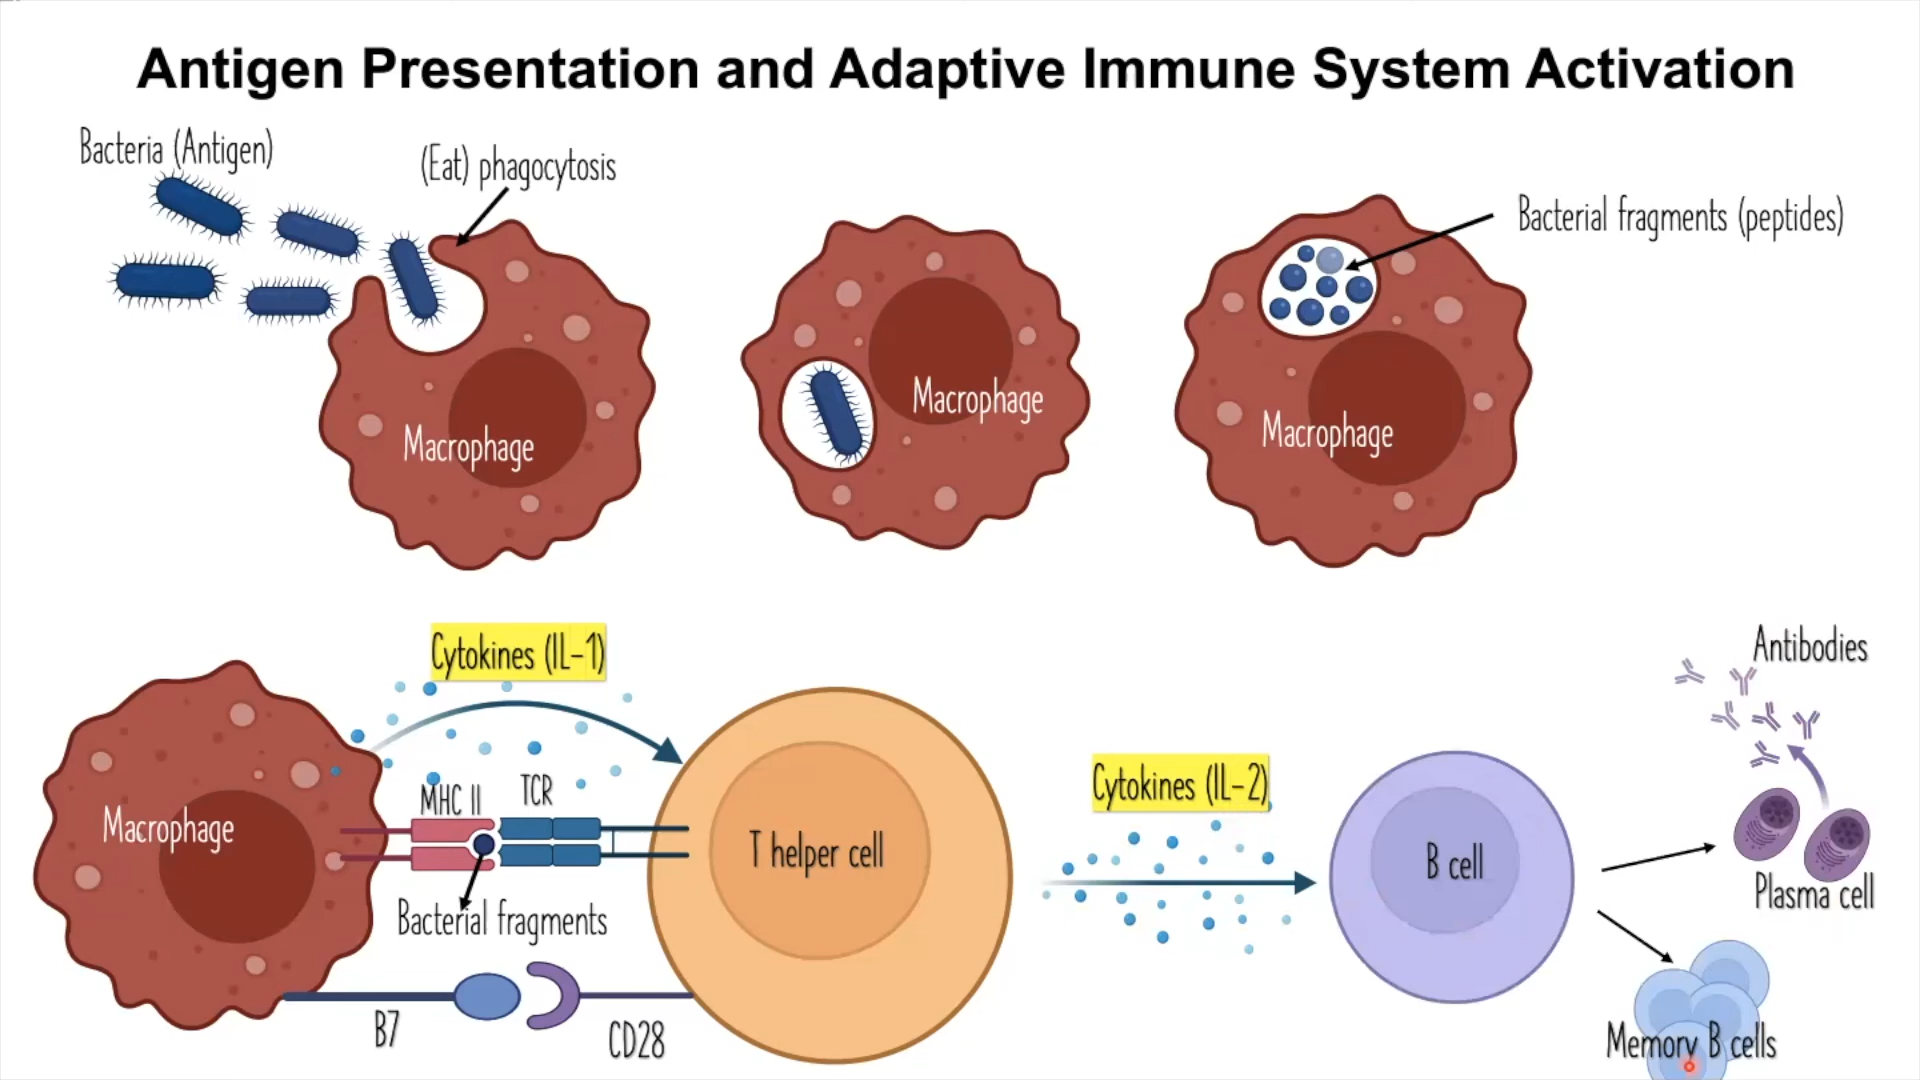 Antigen Presentation and Adaptive Immune System Activation
Bacteria (Antigen)
(Eat) phagocytosis
Bacterial fragments (peptides)
Macrophage
Macrophage
Macrophage
Cytokines (IL-1)
MHC II
TCR
Macrophage
Bacterial fragments
T helper cell
B7
CD28
Cytokines (IL-2)
B cell
Antibodies
Plasma cell
Memory B cells